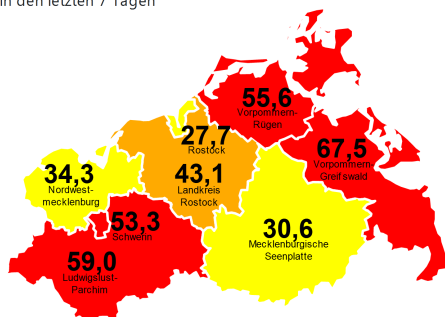 in den letzten 7 Tagen
55,6
Vorpommern-
Rügen
27,7
Rostock
67,5
Vorpommern-
Greifswald
34,3
Nordwest-
mecklenburg
43,1
Landkreis
Rostock
53,3
Schwerin
30,6
Mecklenburgische
Seenplatte
59,0
Ludwigslust-
Parchim